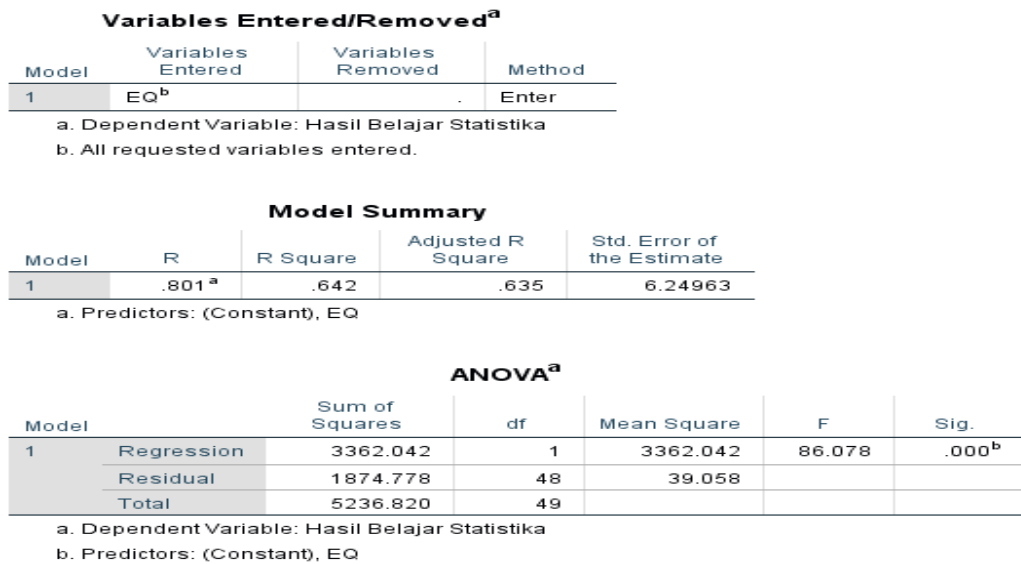 Variables Entered/Removedᵃ
Model Variables Entered Variables Removed Method
1 EQᵇ . Enter
a. Dependent Variable: Hasil Belajar Statistika
b. All requested variables entered.
Model Summary
Model R R Square Adjusted R Square Std. Error of the Estimate
1 .801ᵃ .642 .635 6.24963
a. Predictors: (Constant), EQ
ANOVAᵃ
Model Sum of Squares df Mean Square F Sig.
1 Regression 3362.042 1 3362.042 86.078 .000ᵇ
Residual 1874.778 48 39.058
Total 5236.820 49
a. Dependent Variable: Hasil Belajar Statistika
b. Predictors: (Constant), EQ